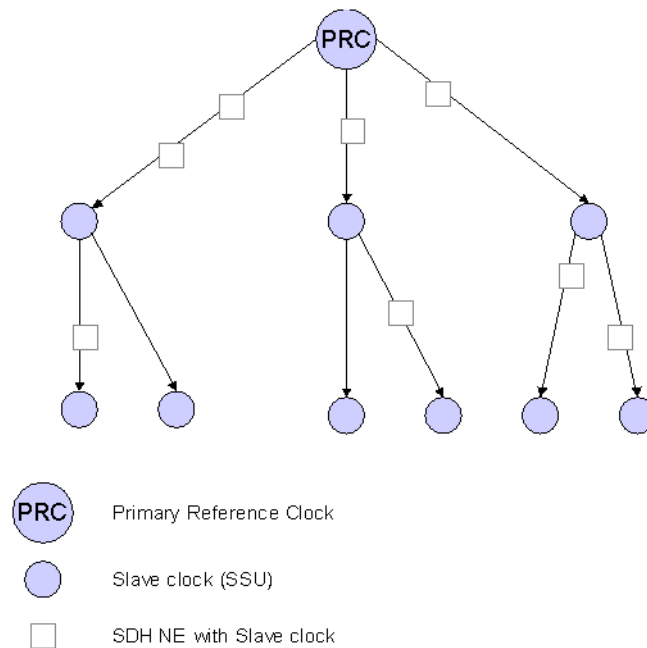 PRC
PRC Primary Reference Clock
Slave clock (SSU)
SDH NE with Slave clock